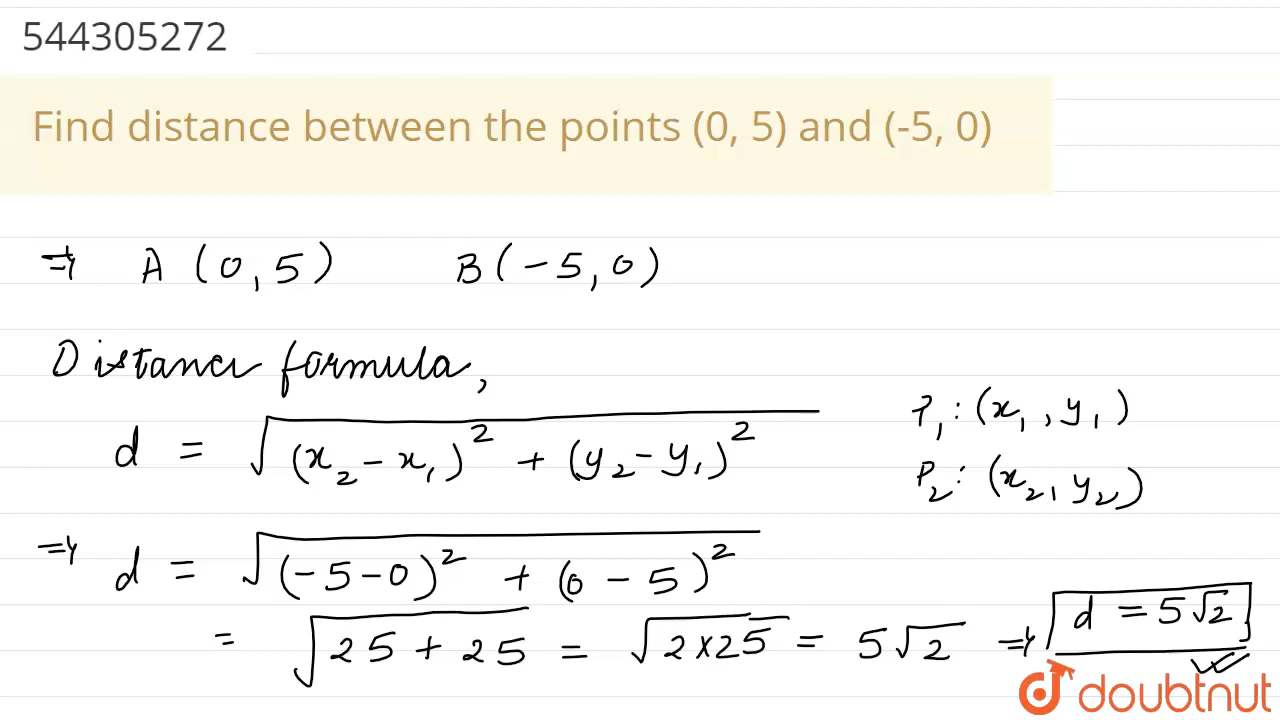 544305272
Find distance between the points (0, 5) and (-5, 0)
⇒ A (0, 5) B (-5, 0)
Distance formula,
d = √((x₂ - x₁)² + (y₂ - y₁)²)
P₁ : (x₁, y₁)
P₂ : (x₂, y₂)
⇒ d = √((-5-0)² + (0-5)²)
= √(25 + 25) = √(2×25) = 5√2 ⇒ d = 5√2
doubtnut